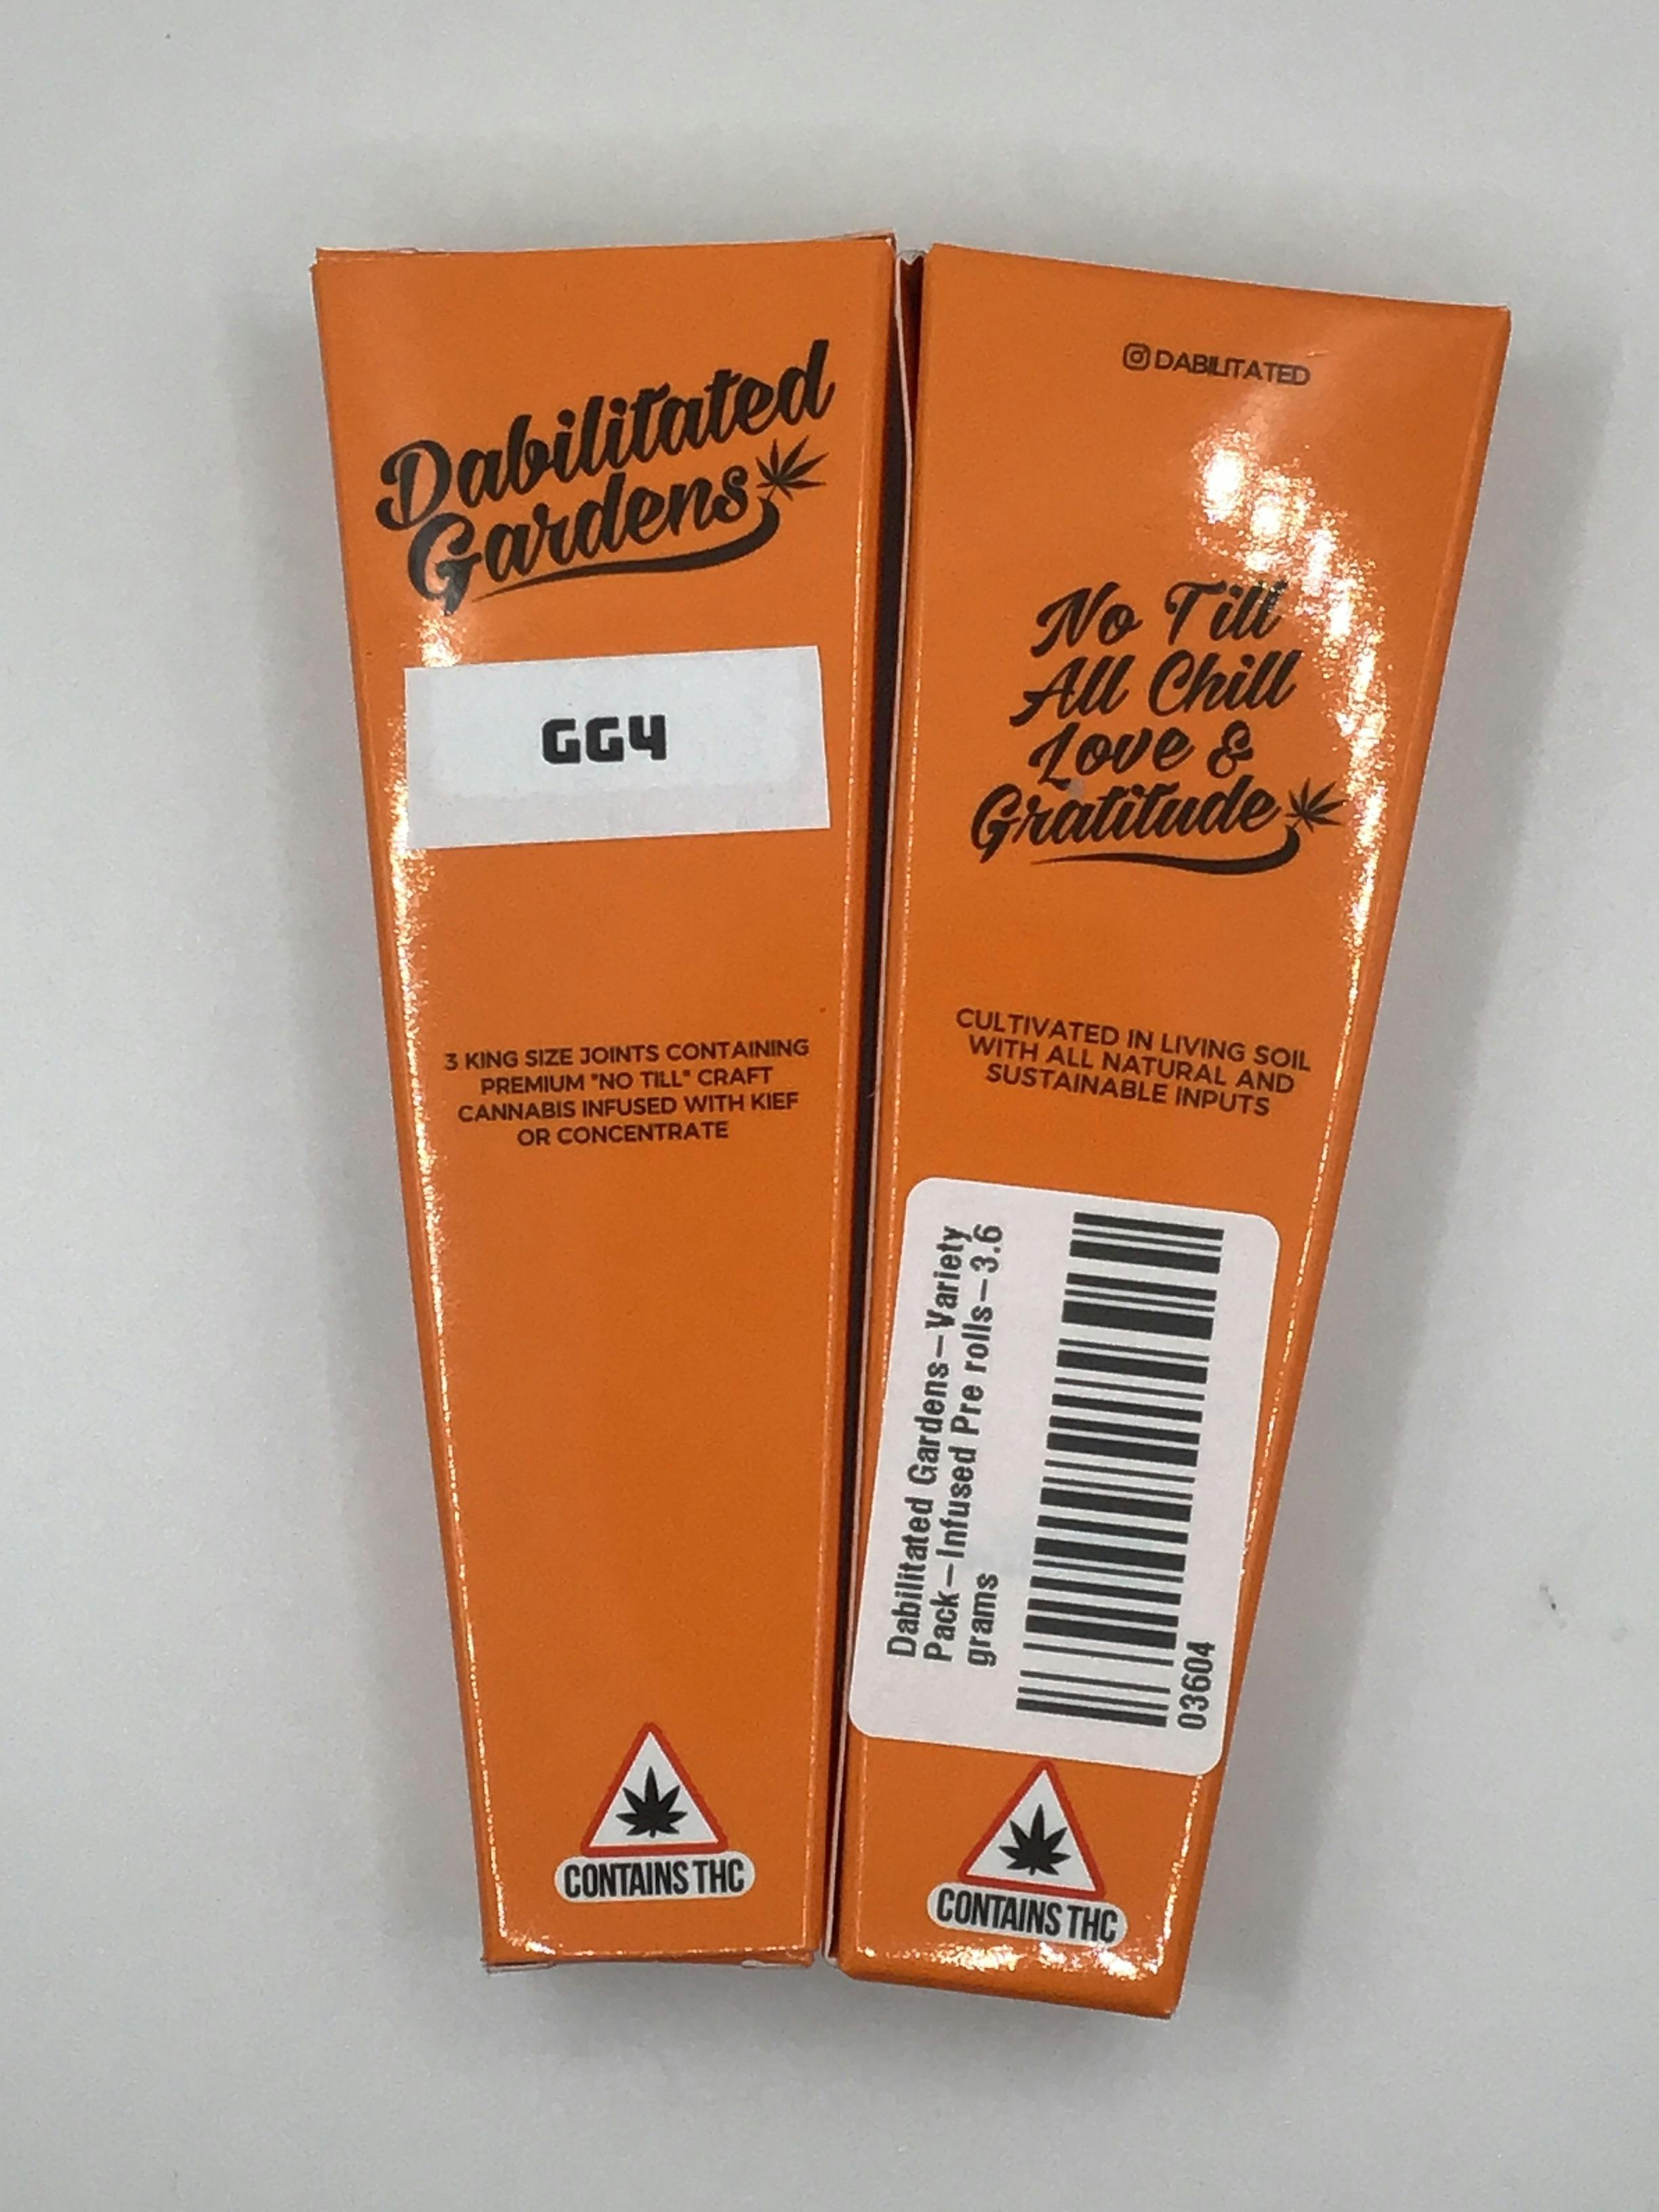 Dabilitated
Gardens
GG4
3 KING SIZE JOINTS CONTAINING
PREMIUM "NO TILL" CRAFT
CANNABIS INFUSED WITH KIEF
OR CONCENTRATE
CONTAINS THC
DABILITATED
No Till
All Chill
Love &
Gratitude
CULTIVATED IN LIVING SOIL
WITH ALL NATURAL AND
SUSTAINABLE INPUTS
Dabilitated Gardens—Variety
Pack—Infused Pre rolls—3.6
grams
03604
CONTAINS THC